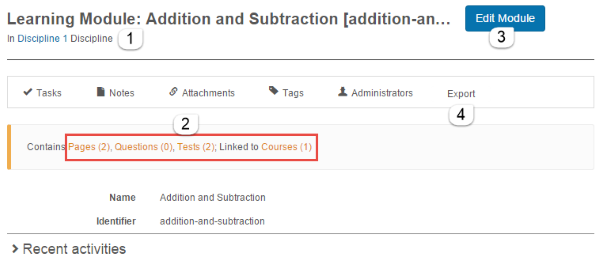 Learning Module: Addition and Subtraction [addition-an... Edit Module
In Discipline 1 Discipline 1 3
Tasks Notes Attachments Tags Administrators Export
2 4
Contains Pages (2), Questions (0), Tests (2); Linked to Courses (1)
Name Addition and Subtraction
Identifier addition-and-subtraction
Recent activities